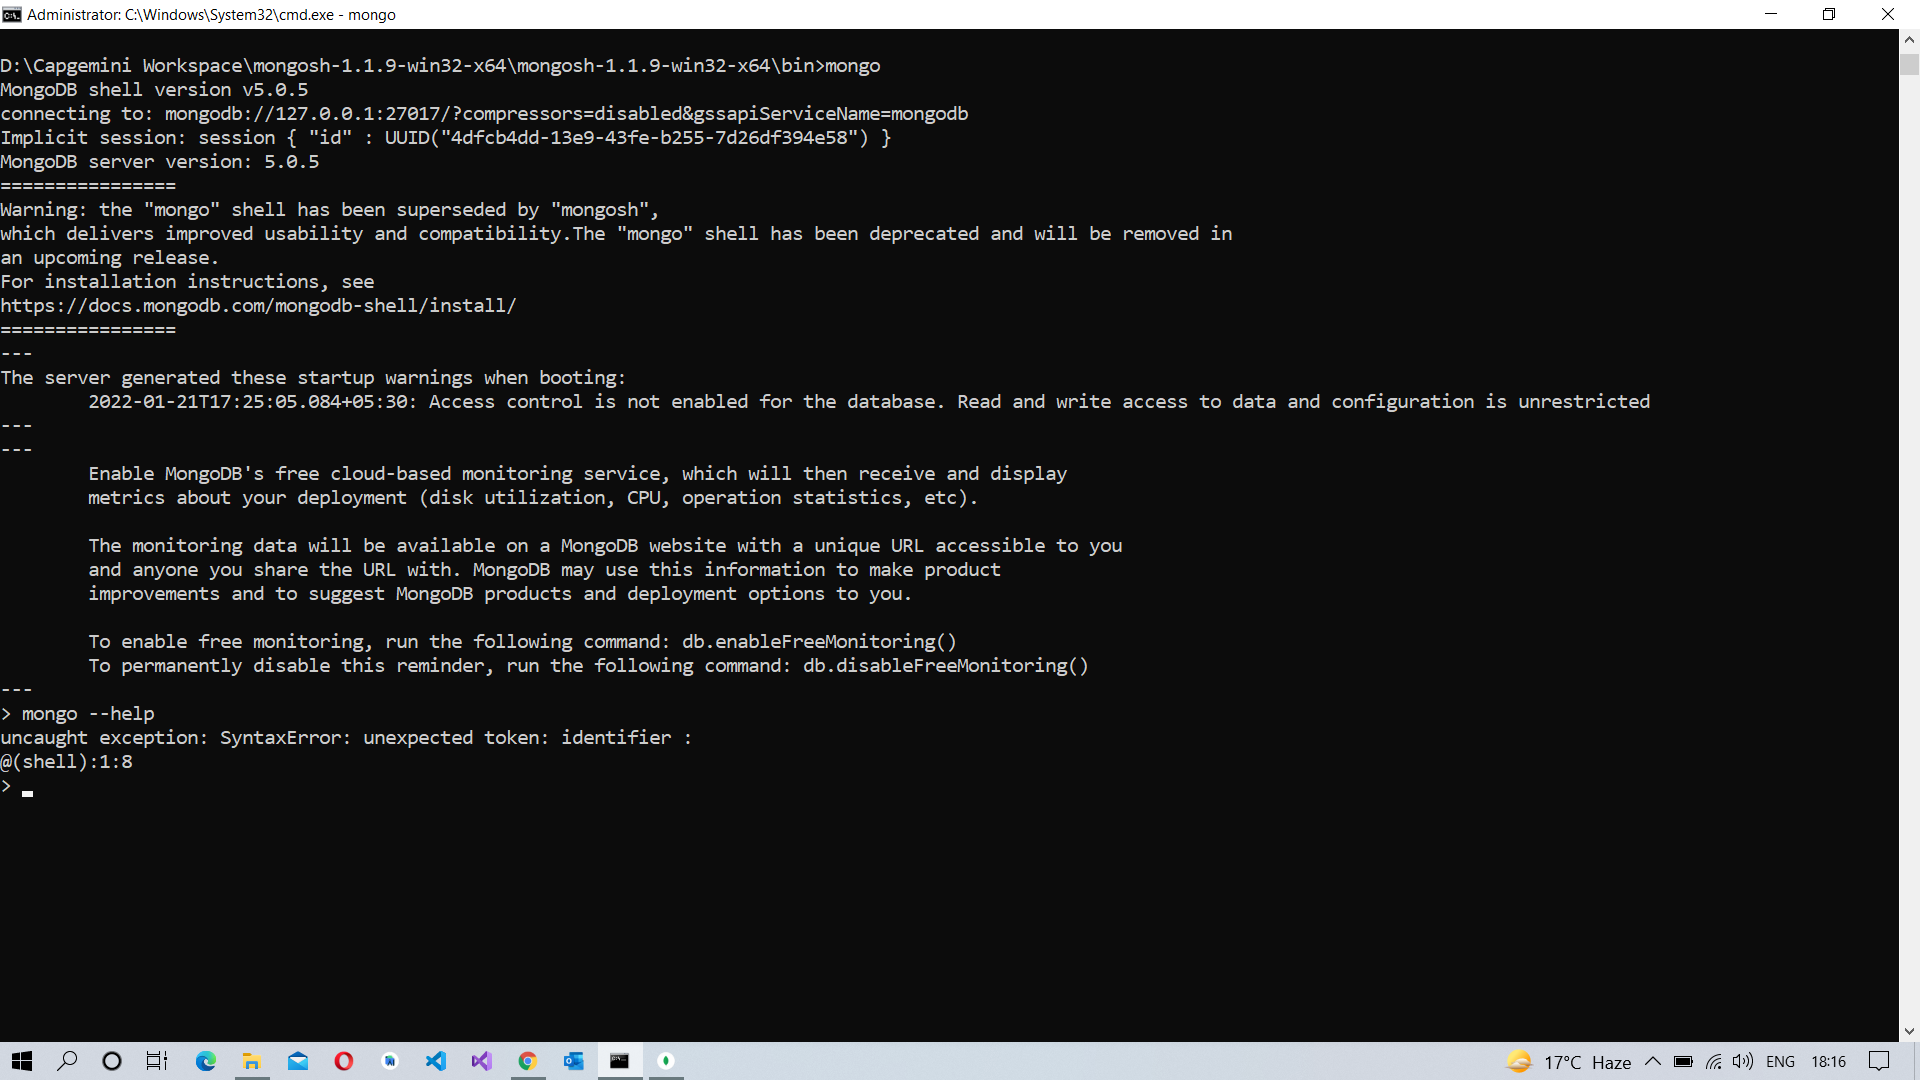 Administrator: C:\Windows\System32\cmd.exe - mongo
D:\Capgemini Workspace\mongosh-1.1.9-win32-x64\mongosh-1.1.9-win32-x64\bin>mongo
MongoDB shell version v5.0.5
connecting to: mongodb://127.0.0.1:27017/?compressors=disabled&gssapiServiceName=mongodb
Implicit session: session { "id" : UUID("4dfcb4dd-13e9-43fe-b255-7d26df394e58") }
MongoDB server version: 5.0.5
================
Warning: the "mongo" shell has been superseded by "mongosh",
which delivers improved usability and compatibility.The "mongo" shell has been deprecated and will be removed in
an upcoming release.
For installation instructions, see
https://docs.mongodb.com/mongodb-shell/install/
================
---
The server generated these startup warnings when booting:
        2022-01-21T17:25:05.084+05:30: Access control is not enabled for the database. Read and write access to data and configuration is unrestricted
---
---
        Enable MongoDB's free cloud-based monitoring service, which will then receive and display
        metrics about your deployment (disk utilization, CPU, operation statistics, etc).

        The monitoring data will be available on a MongoDB website with a unique URL accessible to you
        and anyone you share the URL with. MongoDB may use this information to make product
        improvements and to suggest MongoDB products and deployment options to you.

        To enable free monitoring, run the following command: db.enableFreeMonitoring()
        To permanently disable this reminder, run the following command: db.disableFreeMonitoring()
---
> mongo --help
uncaught exception: SyntaxError: unexpected token: identifier :
@(shell):1:8
>
17°C Haze ENG 18:16